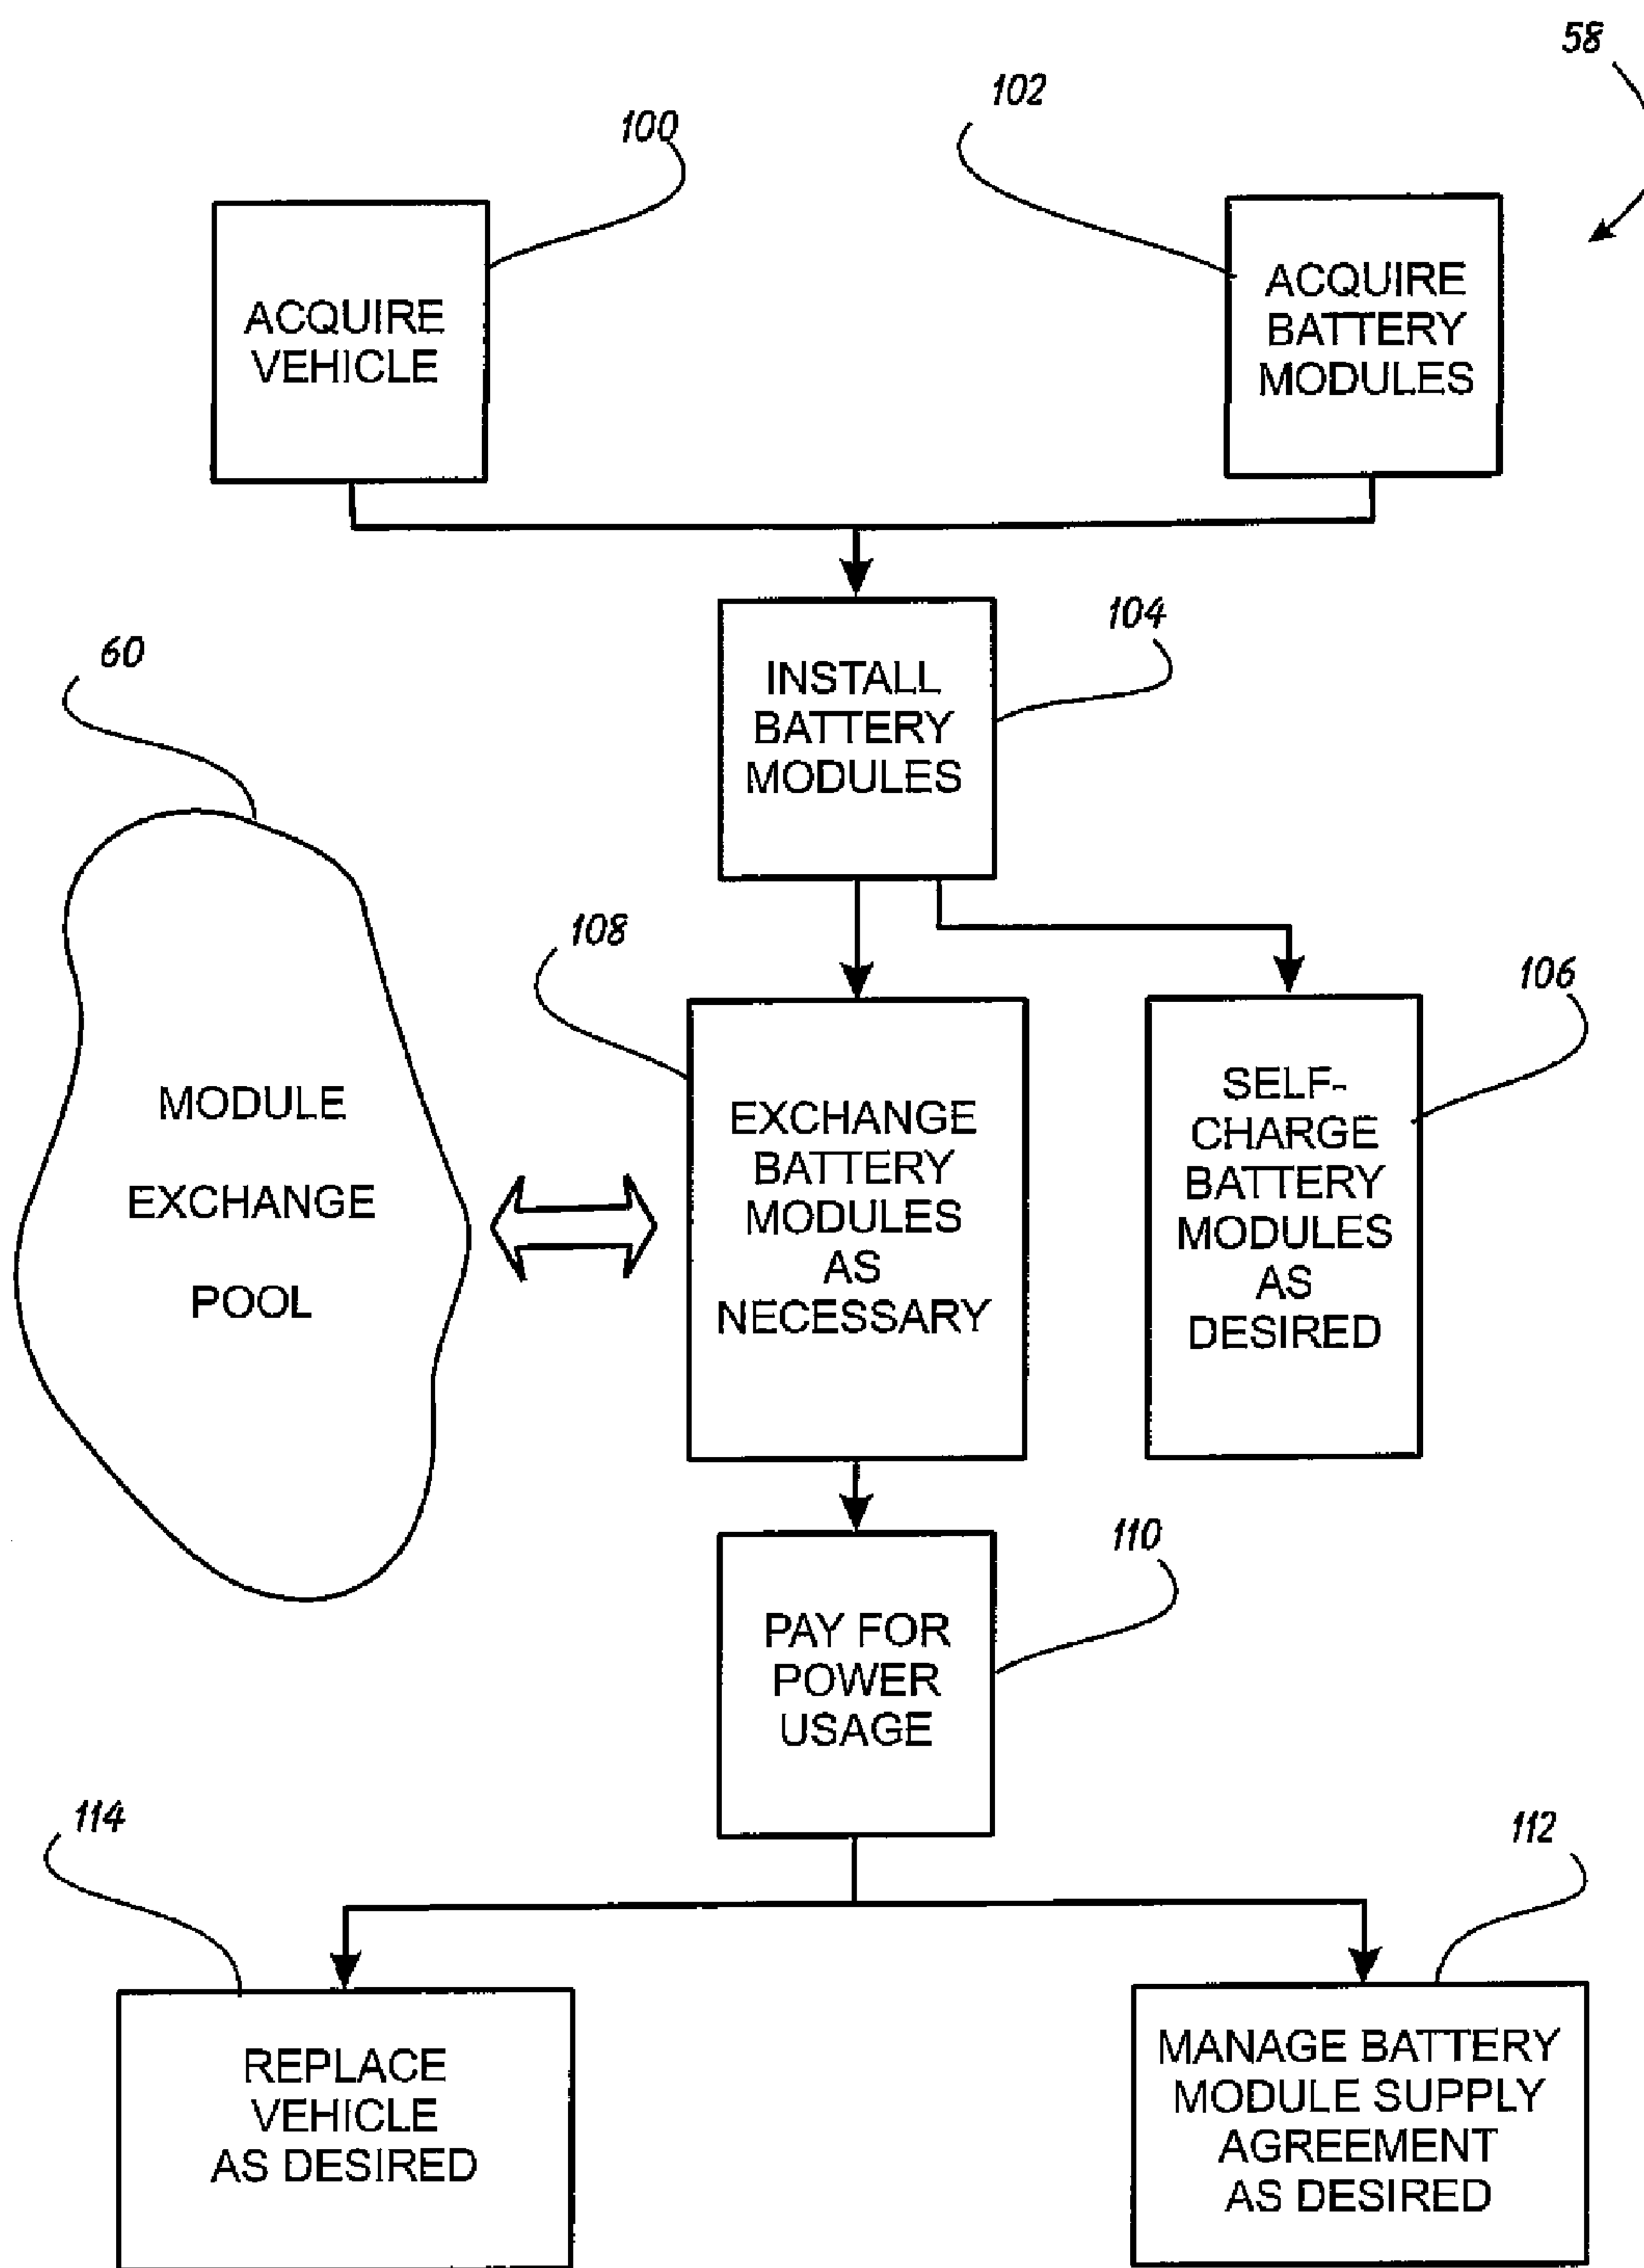 58
102
100
ACQUIRE
VEHICLE
ACQUIRE
BATTERY
MODULES
104
INSTALL
BATTERY
MODULES
60
MODULE
EXCHANGE
POOL
108
EXCHANGE
BATTERY
MODULES
AS
NECESSARY
106
SELF-
CHARGE
BATTERY
MODULES
AS
DESIRED
110
PAY FOR
POWER
USAGE
114
REPLACE
VEHICLE
AS DESIRED
112
MANAGE BATTERY
MODULE SUPPLY
AGREEMENT
AS DESIRED